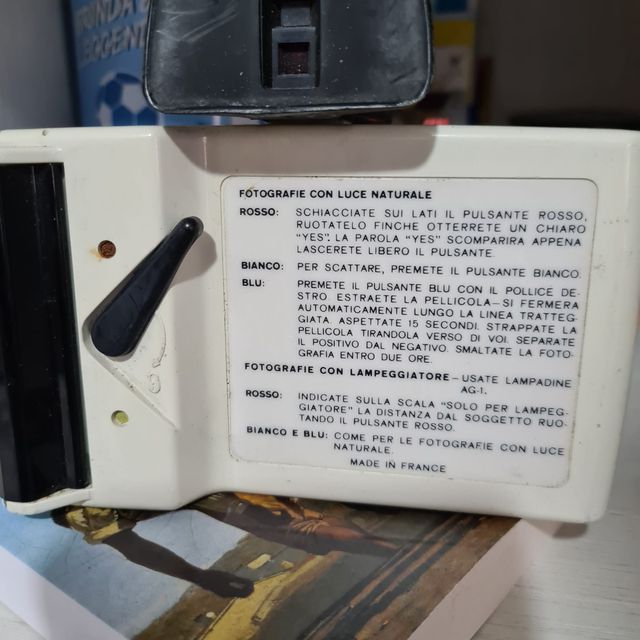 LEGGEND
FOTOGRAFIE CON LUCE NATURALE
ROSSO: SCHIACCIATE SUI LATI IL PULSANTE ROSSO,
RUOTATELO FINCHE OTTERRETE UN CHIARO
"YES". LA PAROLA "YES" SCOMPARIRA APPENA
LASCERETE LIBERO IL PULSANTE.
BIANCO: PER SCATTARE, PREMETE IL PULSANTE BIANCO.
BLU: PREMETE IL PULSANTE BLU CON IL POLLICE DE-
STRO ESTRAETE LA PELLICOLA—SI FERMERA
AUTOMATICAMENTE LUNGO LA LINEA TRATTEG-
GIATA. ASPETTATE 15 SECONDI. STRAPPATE LA
PELLICOLA TIRANDOLA VERSO DI VOI. SEPARATE
IL POSITIVO DAL NEGATIVO. SMALTATE LA FOTO-
GRAFIA ENTRO DUE ORE.
FOTOGRAFIE CON LAMPEGGIATORE — USATE LAMPADINE
AG-1.
ROSSO: INDICATE SULLA SCALA "SOLO PER LAMPEG-
GIATORE" LA DISTANZA DAL SOGGETTO RUO-
TANDO IL PULSANTE ROSSO.
BIANCO E BLU: COME PER LE FOTOGRAFIE CON LUCE
NATURALE.
MADE IN FRANCE